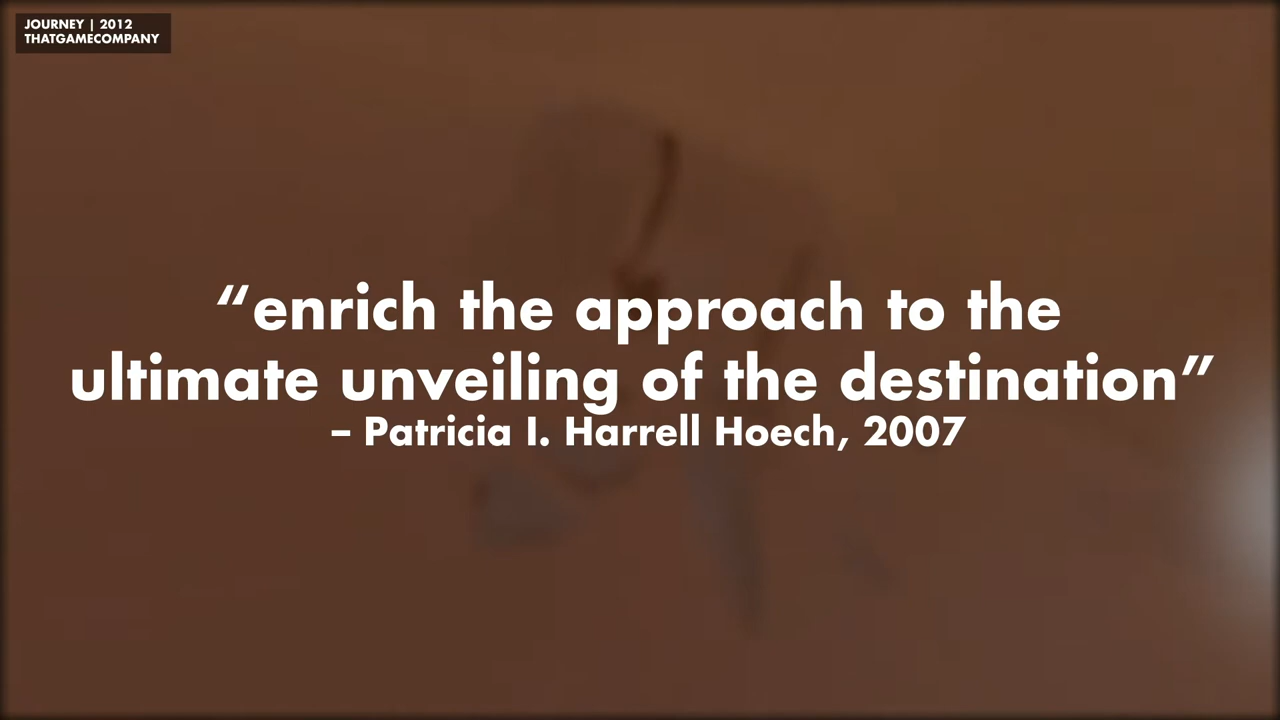 JOURNEY | 2012
THATGAMECOMPANY
“enrich the approach to the
ultimate unveiling of the destination”
– Patricia I. Harrell Hoech, 2007